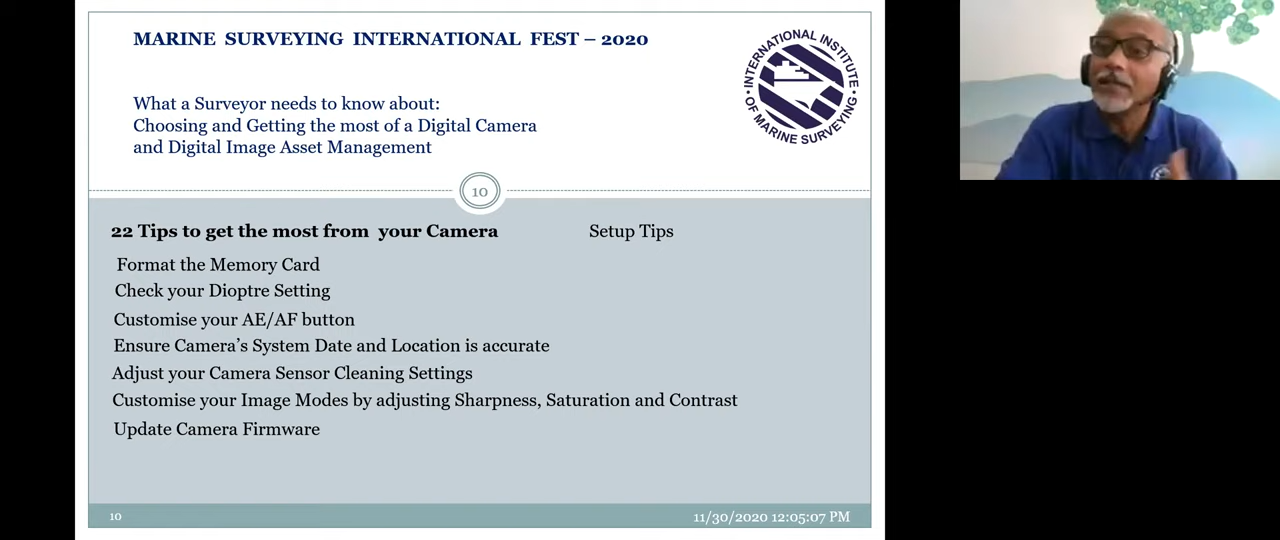 MARINE SURVEYING INTERNATIONAL FEST – 2020
INTERNATIONAL INSTITUTE
• OF MARINE SURVEYING •
What a Surveyor needs to know about:
Choosing and Getting the most of a Digital Camera
and Digital Image Asset Management
10
22 Tips to get the most from your Camera Setup Tips
Format the Memory Card
Check your Dioptre Setting
Customise your AE/AF button
Ensure Camera's System Date and Location is accurate
Adjust your Camera Sensor Cleaning Settings
Customise your Image Modes by adjusting Sharpness, Saturation and Contrast
Update Camera Firmware
10 11/30/2020 12:05:07 PM